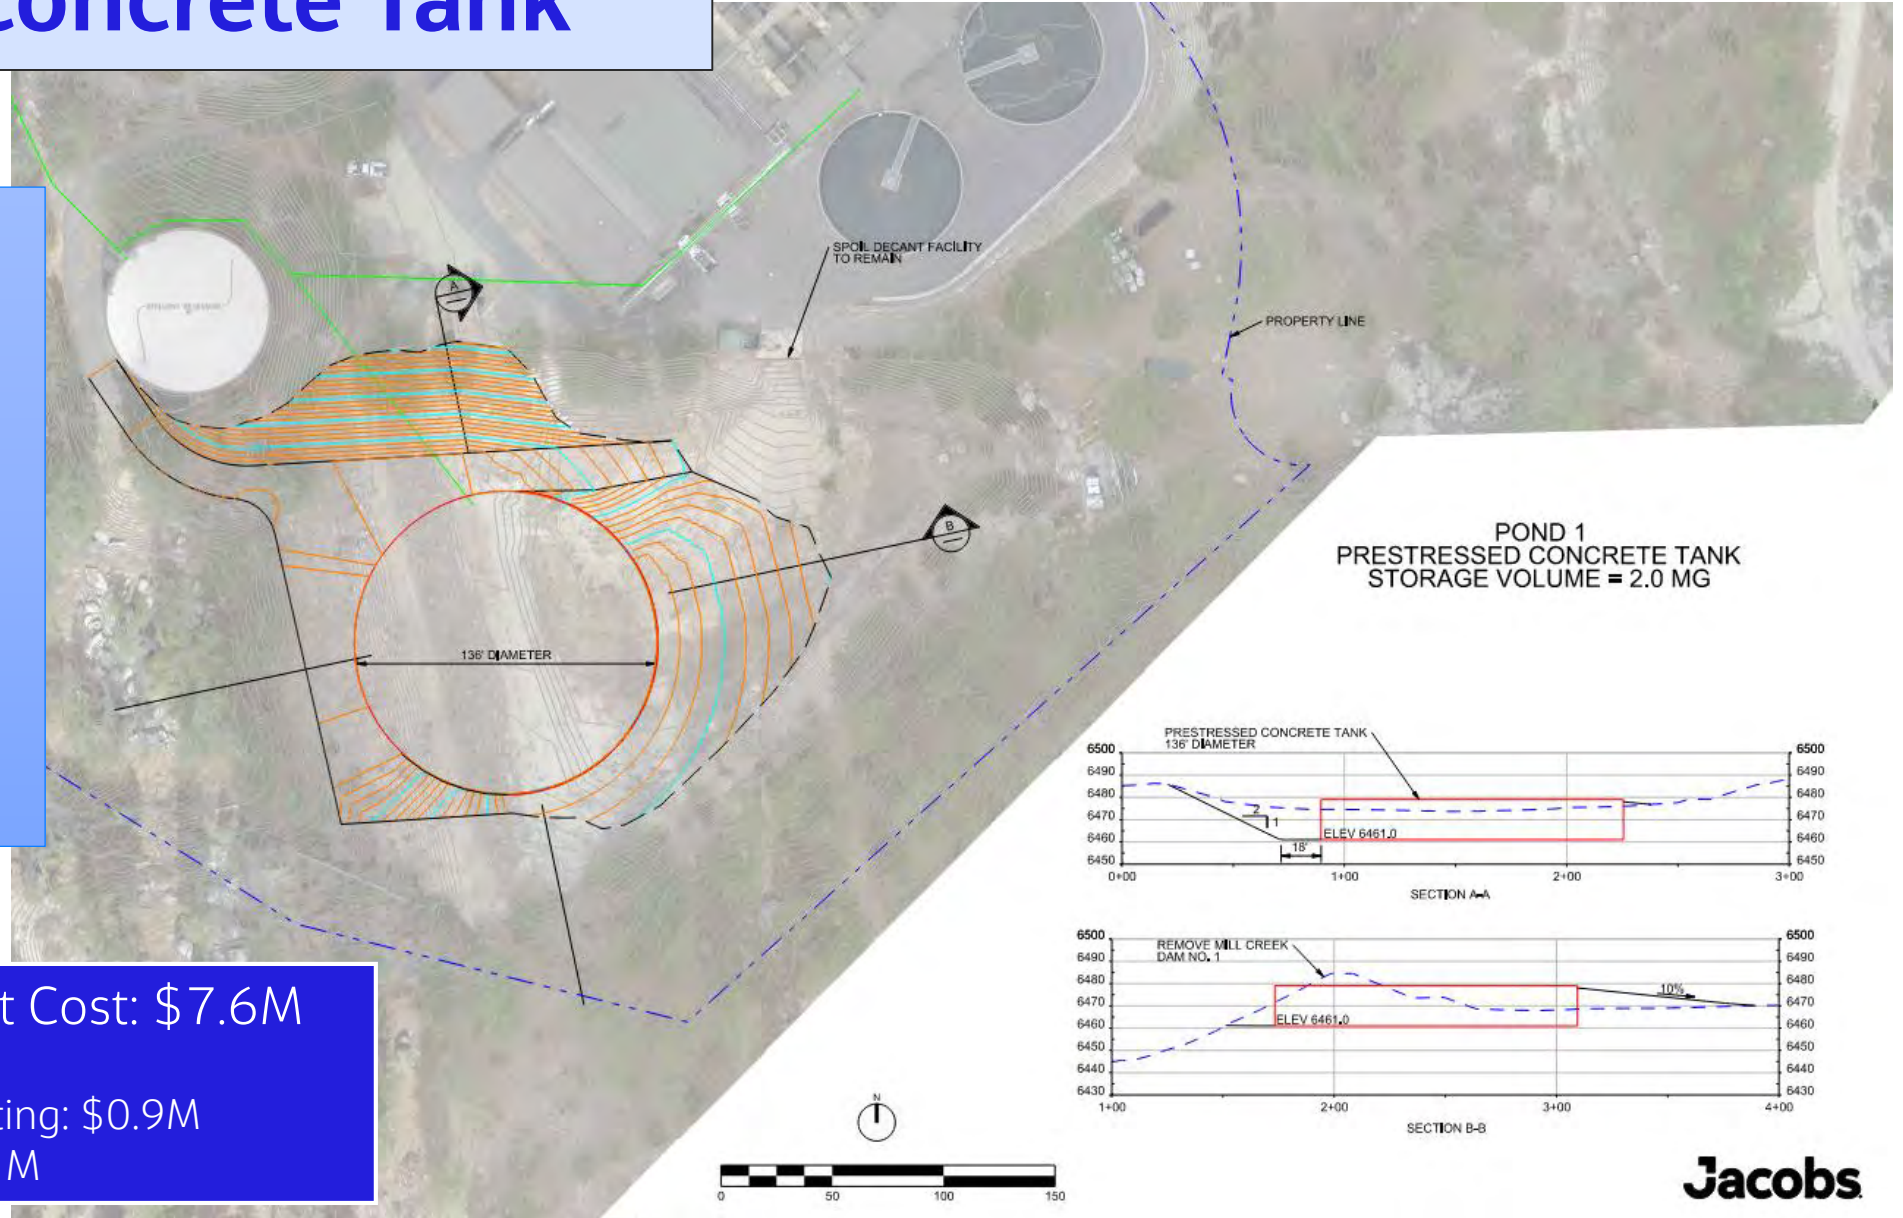 Concrete Tank
SPOIL DECANT FACILITY
TO REMAIN
A
PROPERTY LINE
B
136' DIAMETER
POND 1
PRESTRESSED CONCRETE TANK
STORAGE VOLUME = 2.0 MG
PRESTRESSED CONCRETE TANK
136' DIAMETER
6500
6490
6480
6470
6460
6450
2
1
ELEV 6461.0
18'
6500
6490
6480
6470
6460
6450
0+00
1+00
2+00
3+00
SECTION A-A
REMOVE MILL CREEK
DAM NO. 1
6500
6490
6480
6470
6460
6450
6440
6430
ELEV 6461.0
10%
6500
6490
6480
6470
6460
6450
6440
6430
1+00
2+00
3+00
4+00
SECTION B-B
t Cost: $7.6M
ing: $0.9M
M
N
0 50 100 150
Jacobs